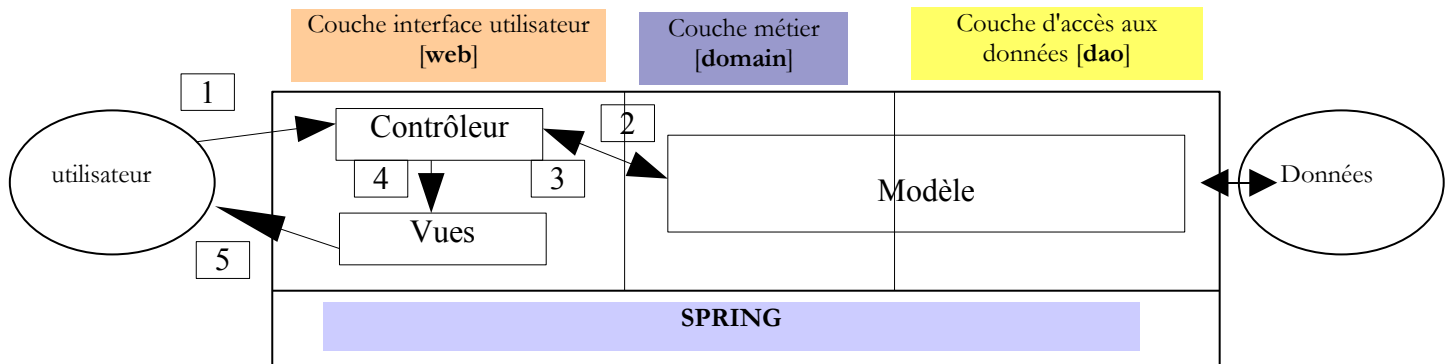 Couche interface utilisateur
[web]
Couche métier
[domain]
Couche d'accès aux
données [dao]
1
Contrôleur
2
utilisateur
4
3
Modèle
Données
Vues
5
SPRING